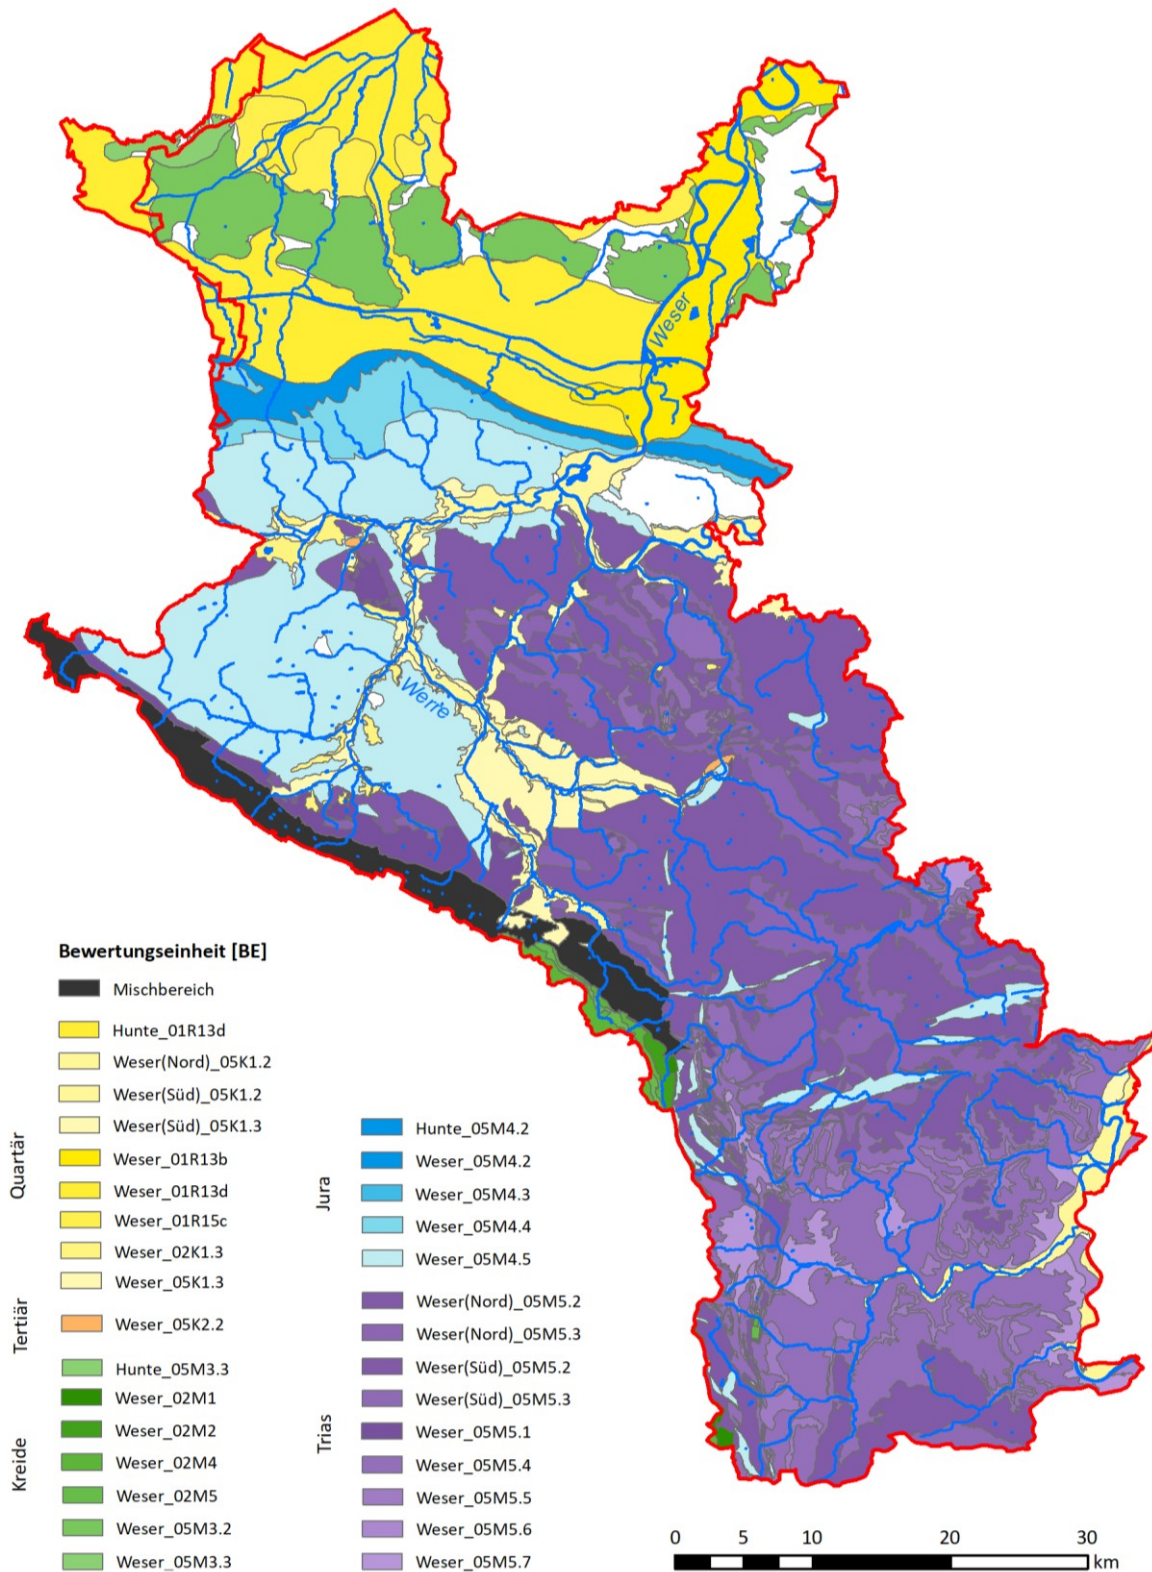 Weser
Werre
Bewertungseinheit [BE]
Mischbereich
Quartär
Hunte_01R13d
Weser(Nord)_05K1.2
Weser(Süd)_05K1.2
Weser(Süd)_05K1.3
Weser_01R13b
Weser_01R13d
Weser_01R15c
Weser_02K1.3
Weser_05K1.3
Tertiär
Weser_05K2.2
Kreide
Hunte_05M3.3
Weser_02M1
Weser_02M2
Weser_02M4
Weser_02M5
Weser_05M3.2
Weser_05M3.3
Jura
Hunte_05M4.2
Weser_05M4.2
Weser_05M4.3
Weser_05M4.4
Weser_05M4.5
Trias
Weser(Nord)_05M5.2
Weser(Nord)_05M5.3
Weser(Süd)_05M5.2
Weser(Süd)_05M5.3
Weser_05M5.1
Weser_05M5.4
Weser_05M5.5
Weser_05M5.6
Weser_05M5.7
0 5 10 20 30
km